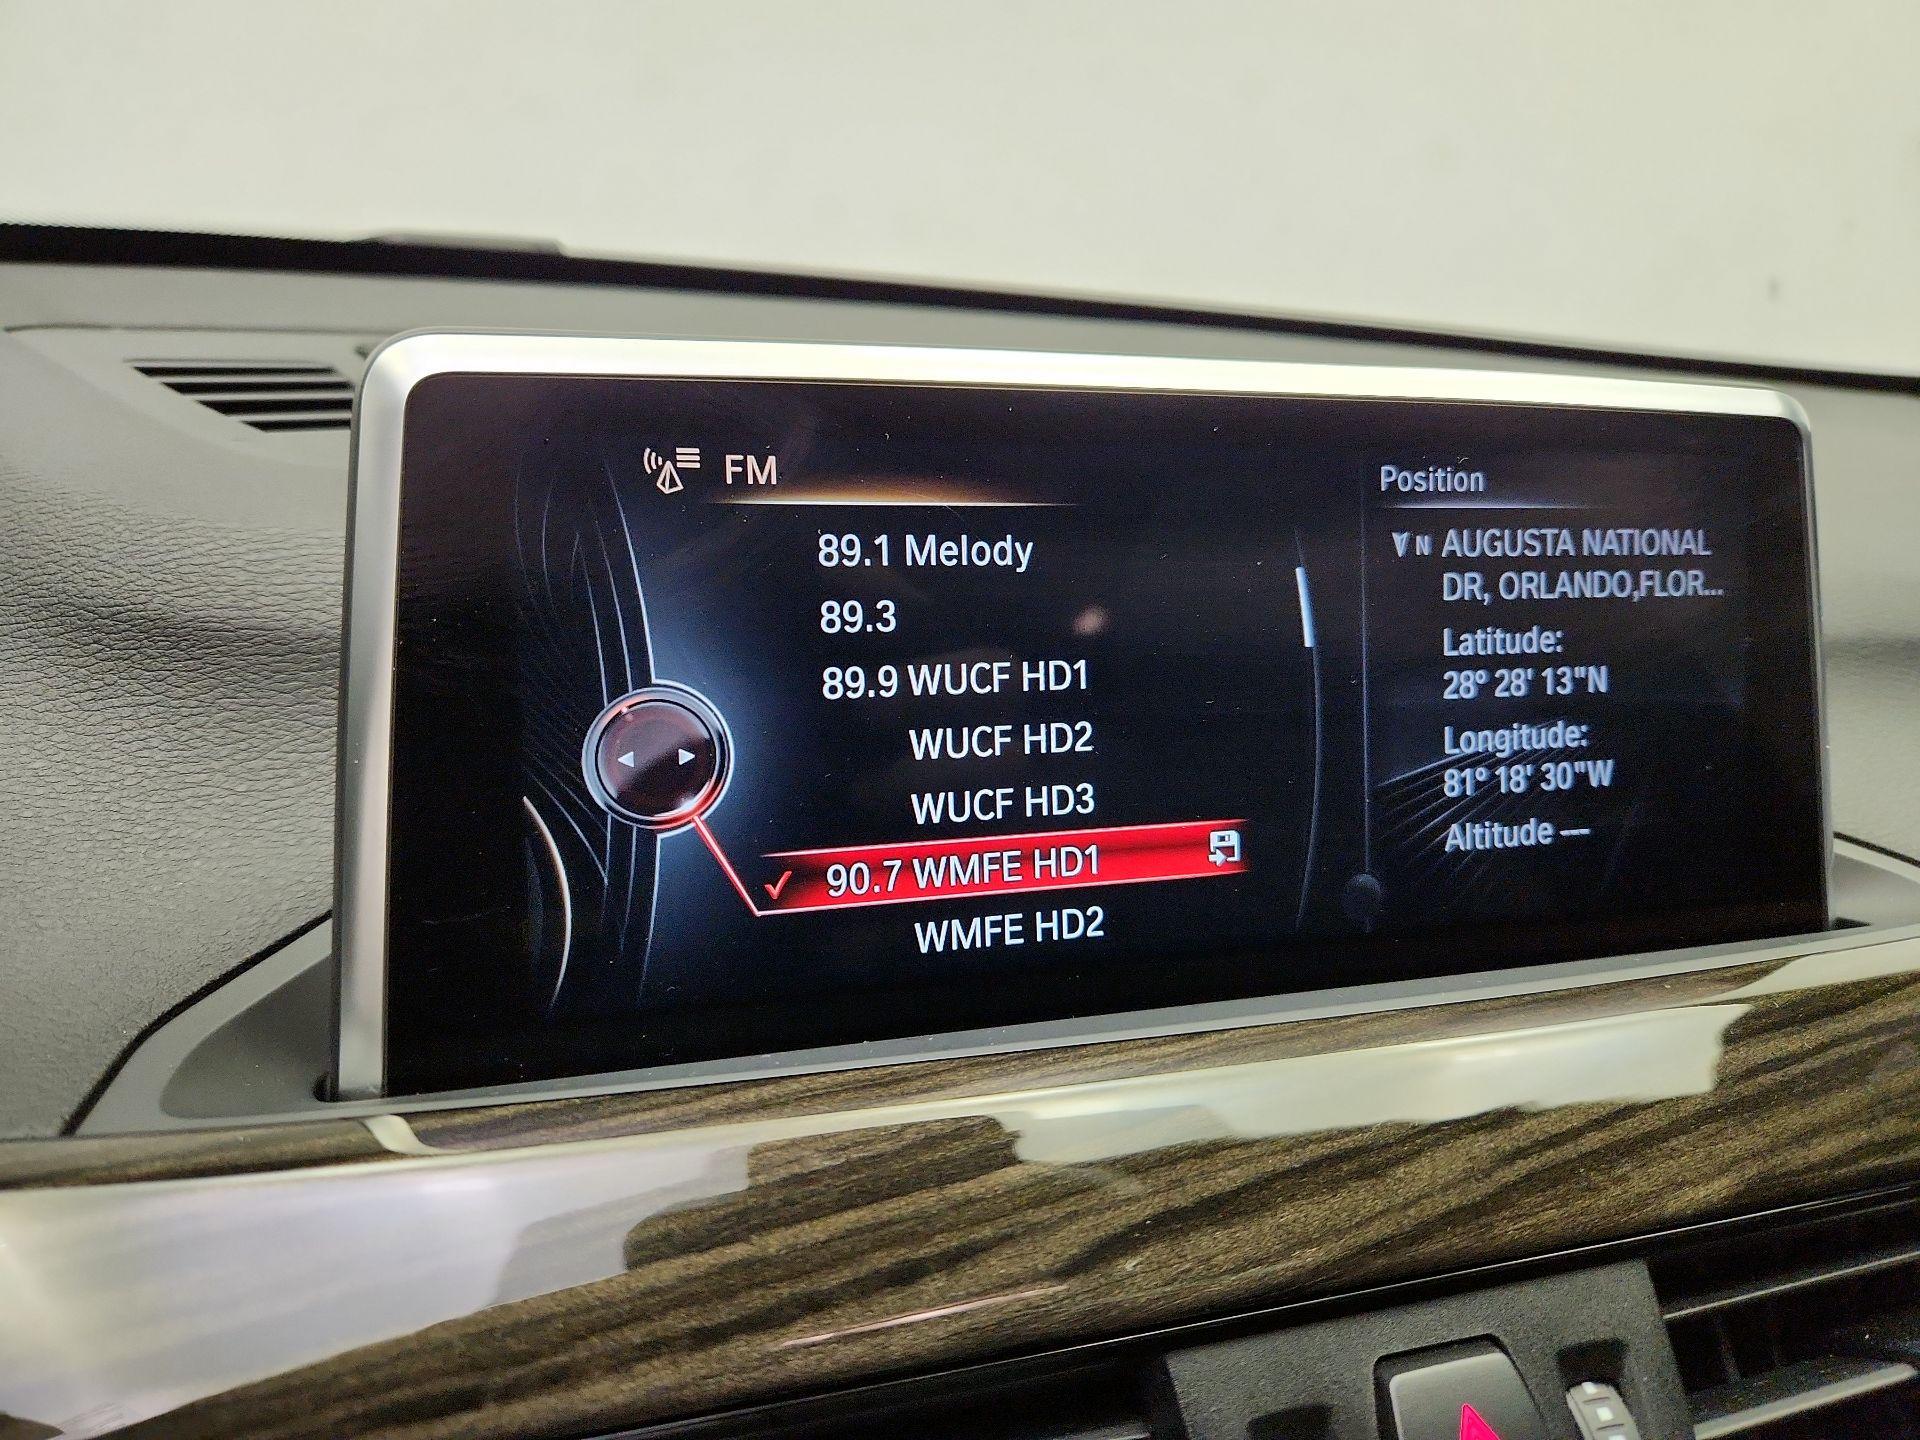 FM
89.1 Melody
89.3
89.9 WUCF HD1
WUCF HD2
WUCF HD3
90.7 WMFE HD1
WMFE HD2
Position
N AUGUSTA NATIONAL
DR, ORLANDO,FLOR...
Latitude:
28° 28' 13"N
Longitude:
81° 18' 30"W
Altitude ---